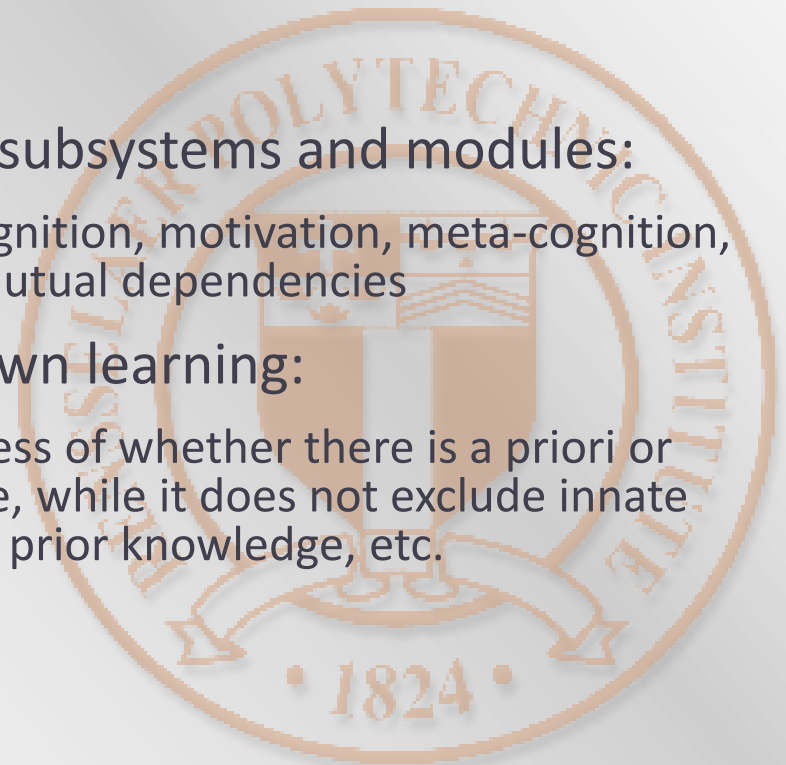 subsystems and modules:
gnition, motivation, meta-cognition,
utual dependencies
wn learning:
ess of whether there is a priori or
e, while it does not exclude innate
prior knowledge, etc.
RENSSELAER POLYTECHNIC INSTITUTE
• 1824 •